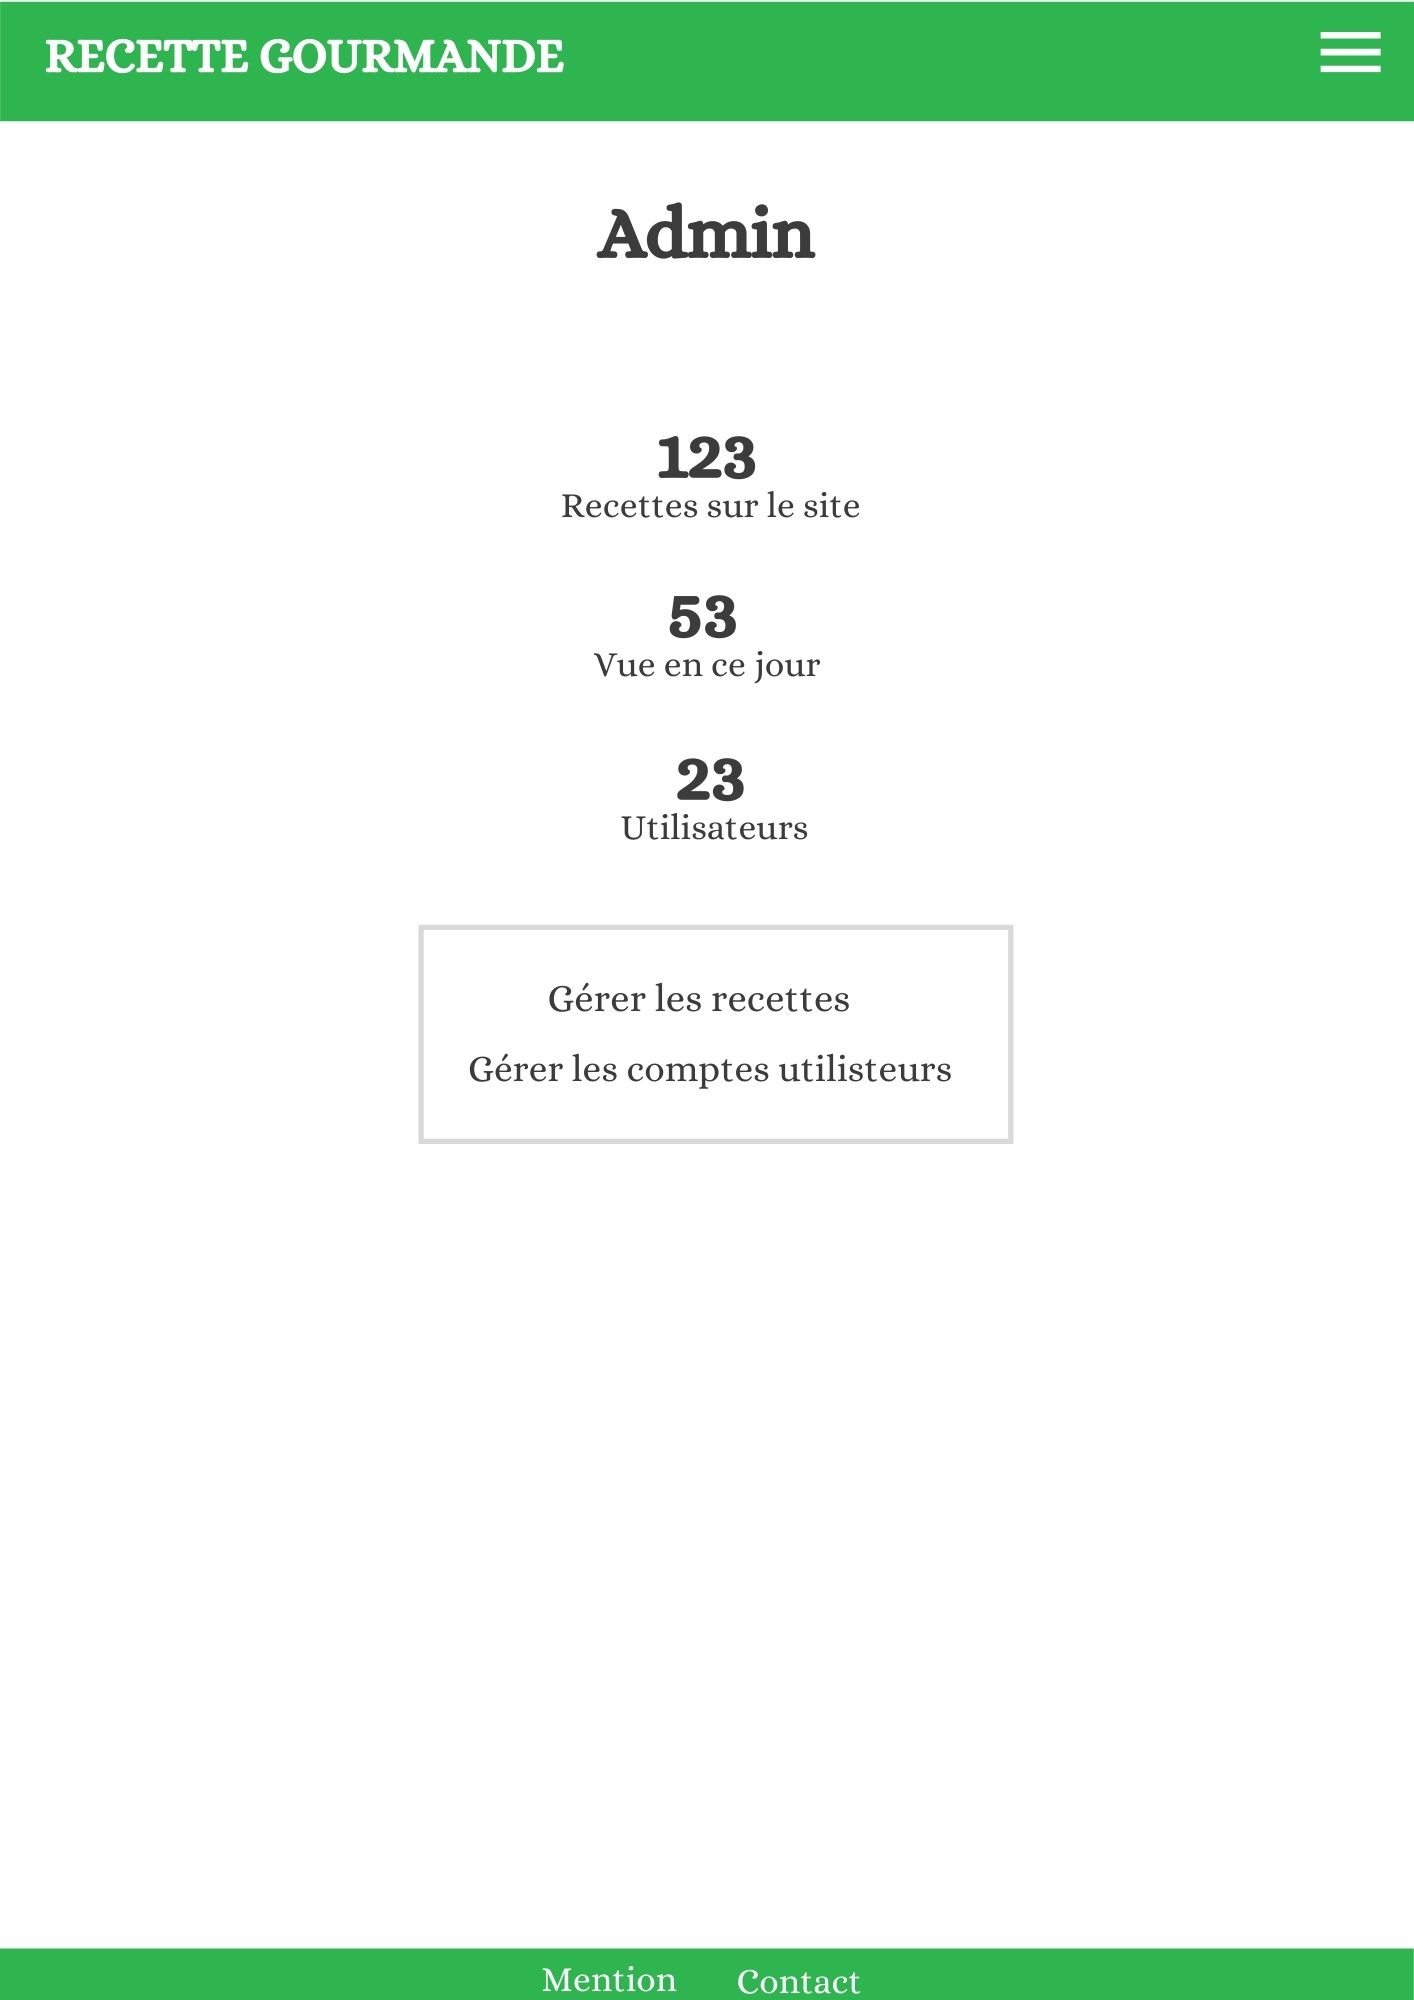 RECETTE GOURMANDE
Admin
123
Recettes sur le site
53
Vue en ce jour
23
Utilisateurs
Gérer les recettes
Gérer les comptes utilisteurs
Mention Contact